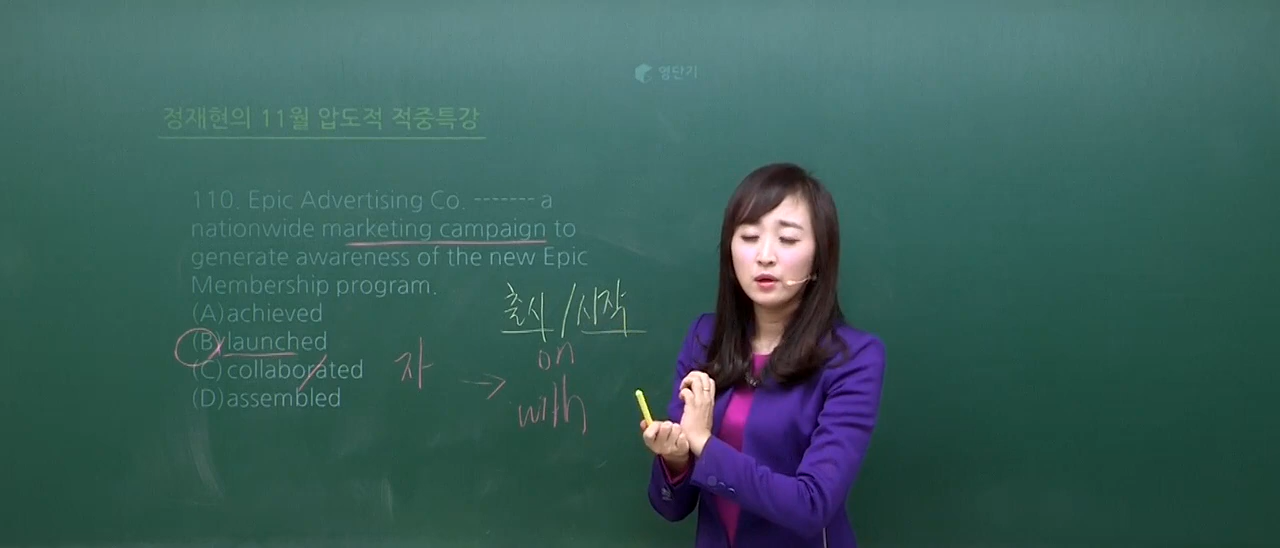 영단기
정재현의 11월 압도적 적중특강
110. Epic Advertising Co. ------- a
nationwide marketing campaign to
generate awareness of the new Epic
Membership program.
(A)achieved
(B)launched
(C)collaborated
(D)assembled
출시/시작
자 → on
with